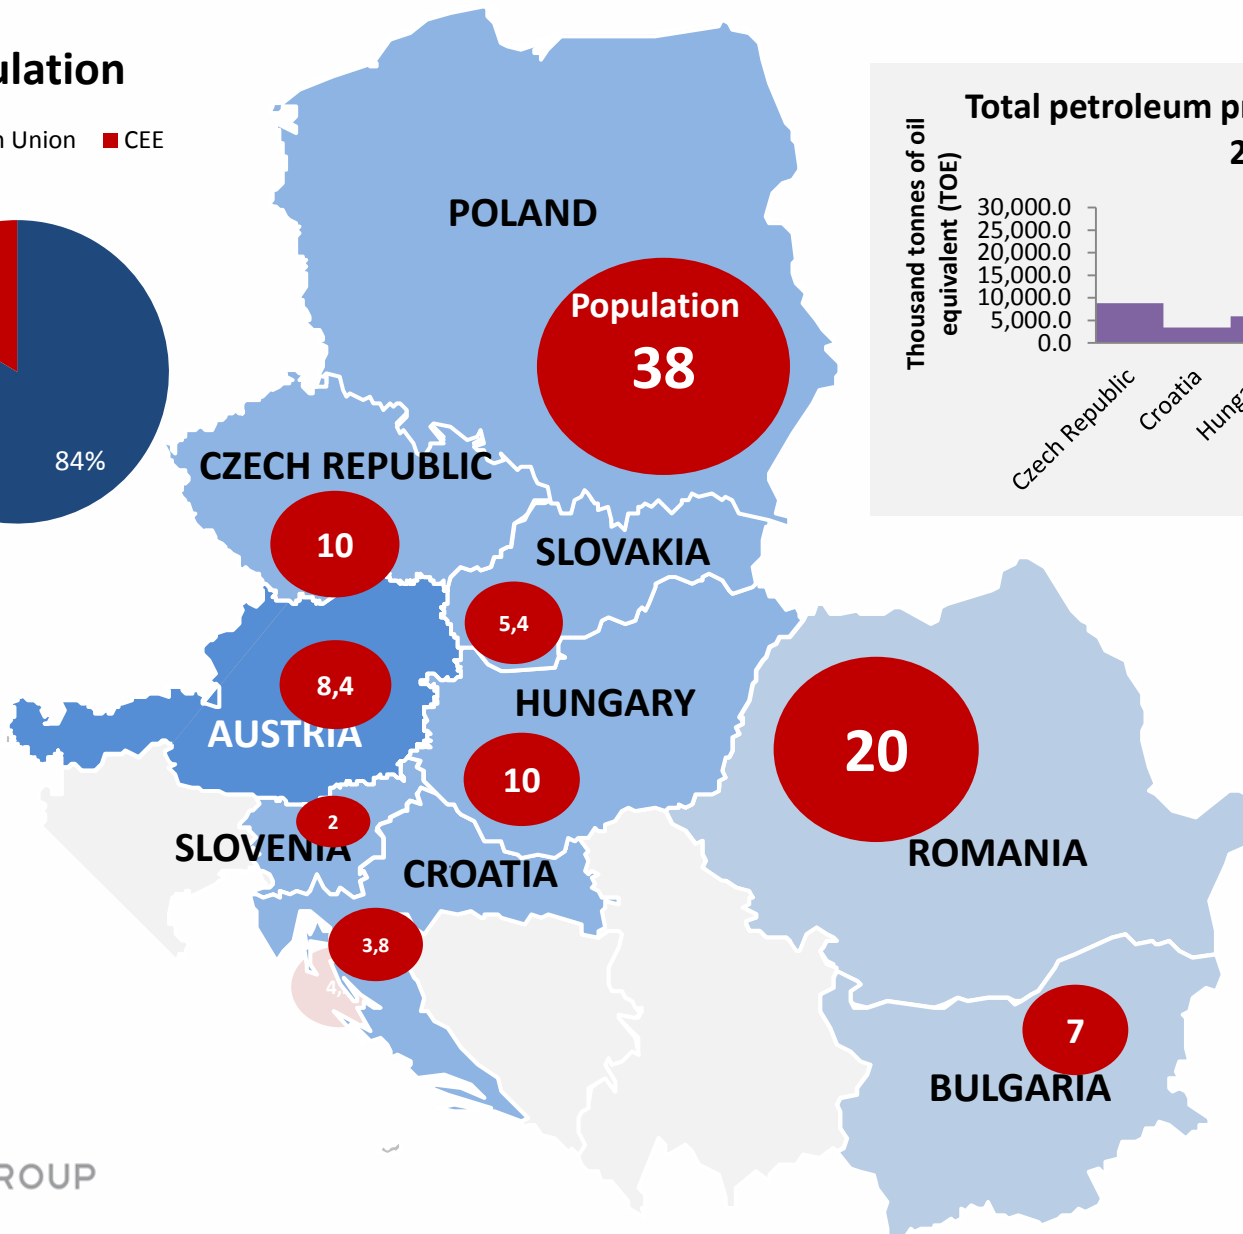 ulation
n Union CEE
84%
POLAND
Population
38
CZECH REPUBLIC
10
SLOVAKIA
5,4
8,4
AUSTRIA
HUNGARY
10
2
SLOVENIA
CROATIA
3,8
4,
20
ROMANIA
7
BULGARIA
Total petroleum pr
2
Thousand tonnes of oil
equivalent (TOE)
30,000.0
25,000.0
20,000.0
15,000.0
10,000.0
5,000.0
0.0
Czech Republic
Croatia
Hunga
ROUP